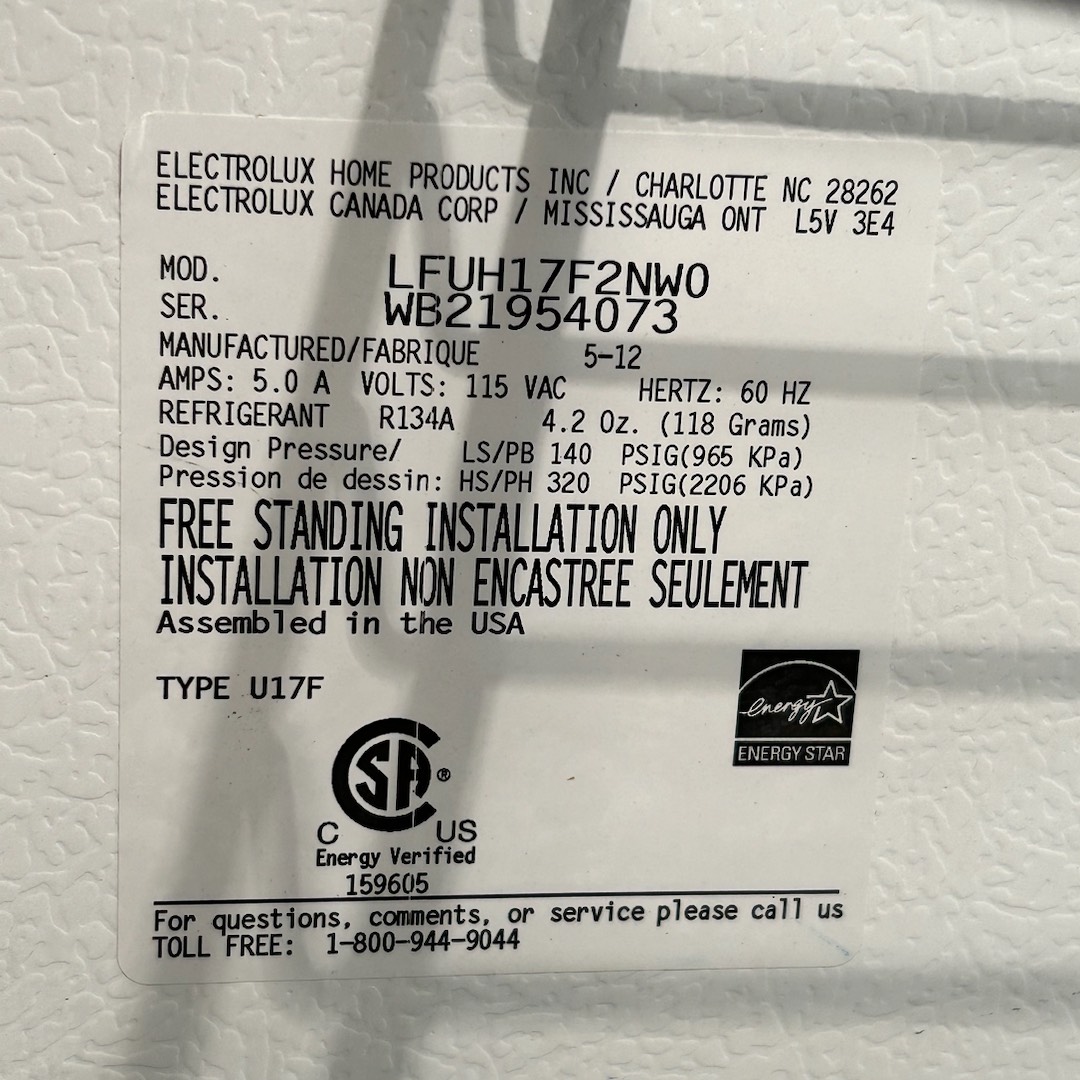 ELECTROLUX HOME PRODUCTS INC / CHARLOTTE NC 28262
ELECTROLUX CANADA CORP / MISSISSAUGA ONT L5V 3E4
MOD. LFUH17F2NW0
SER. WB21954073
MANUFACTURED/FABRIQUE 5-12
AMPS: 5.0 A VOLTS: 115 VAC HERTZ: 60 HZ
REFRIGERANT R134A 4.2 Oz. (118 Grams)
Design Pressure/ LS/PB 140 PSIG(965 KPa)
Pression de dessin: HS/PH 320 PSIG(2206 KPa)
FREE STANDING INSTALLATION ONLY
INSTALLATION NON ENCASTREE SEULEMENT
Assembled in the USA
TYPE U17F
energy
ENERGY STAR
SA ®
C US
Energy Verified
159605
For questions, comments, or service please call us
TOLL FREE: 1-800-944-9044